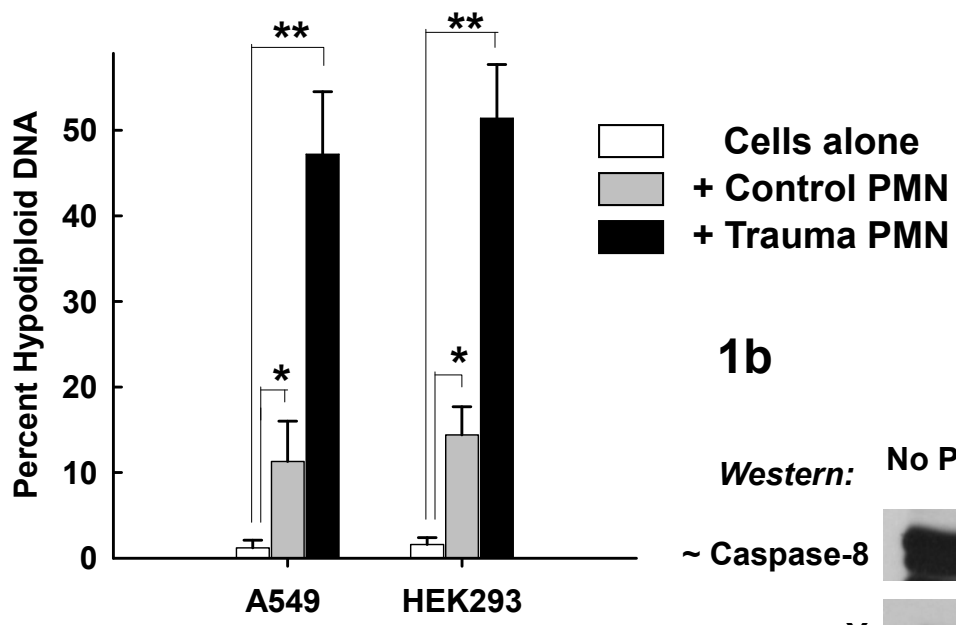 **
**
Percent Hypodiploid DNA
50
40
30
20
10
0
*
*
A549
HEK293
Cells alone
+ Control PMN
+ Trauma PMN
1b
Western:
No P
~ Caspase-8